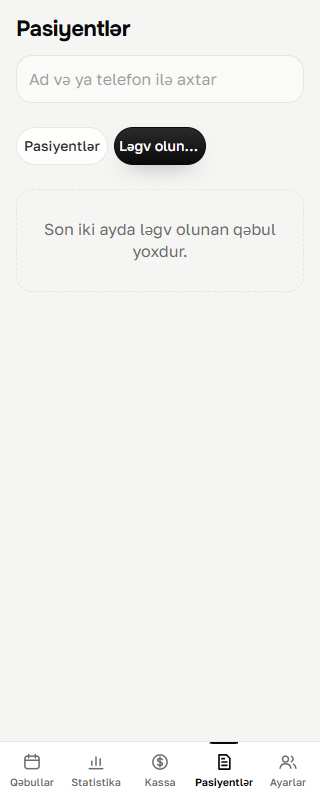 Pasiyentlər
Ad və ya telefon ilə axtar
Pasiyentlər
Ləgv olun...
Son iki ayda ləgv olunan qəbul
yoxdur.
Qəbullar
Statistika
Kassa
Pasiyentlər
Ayarlar